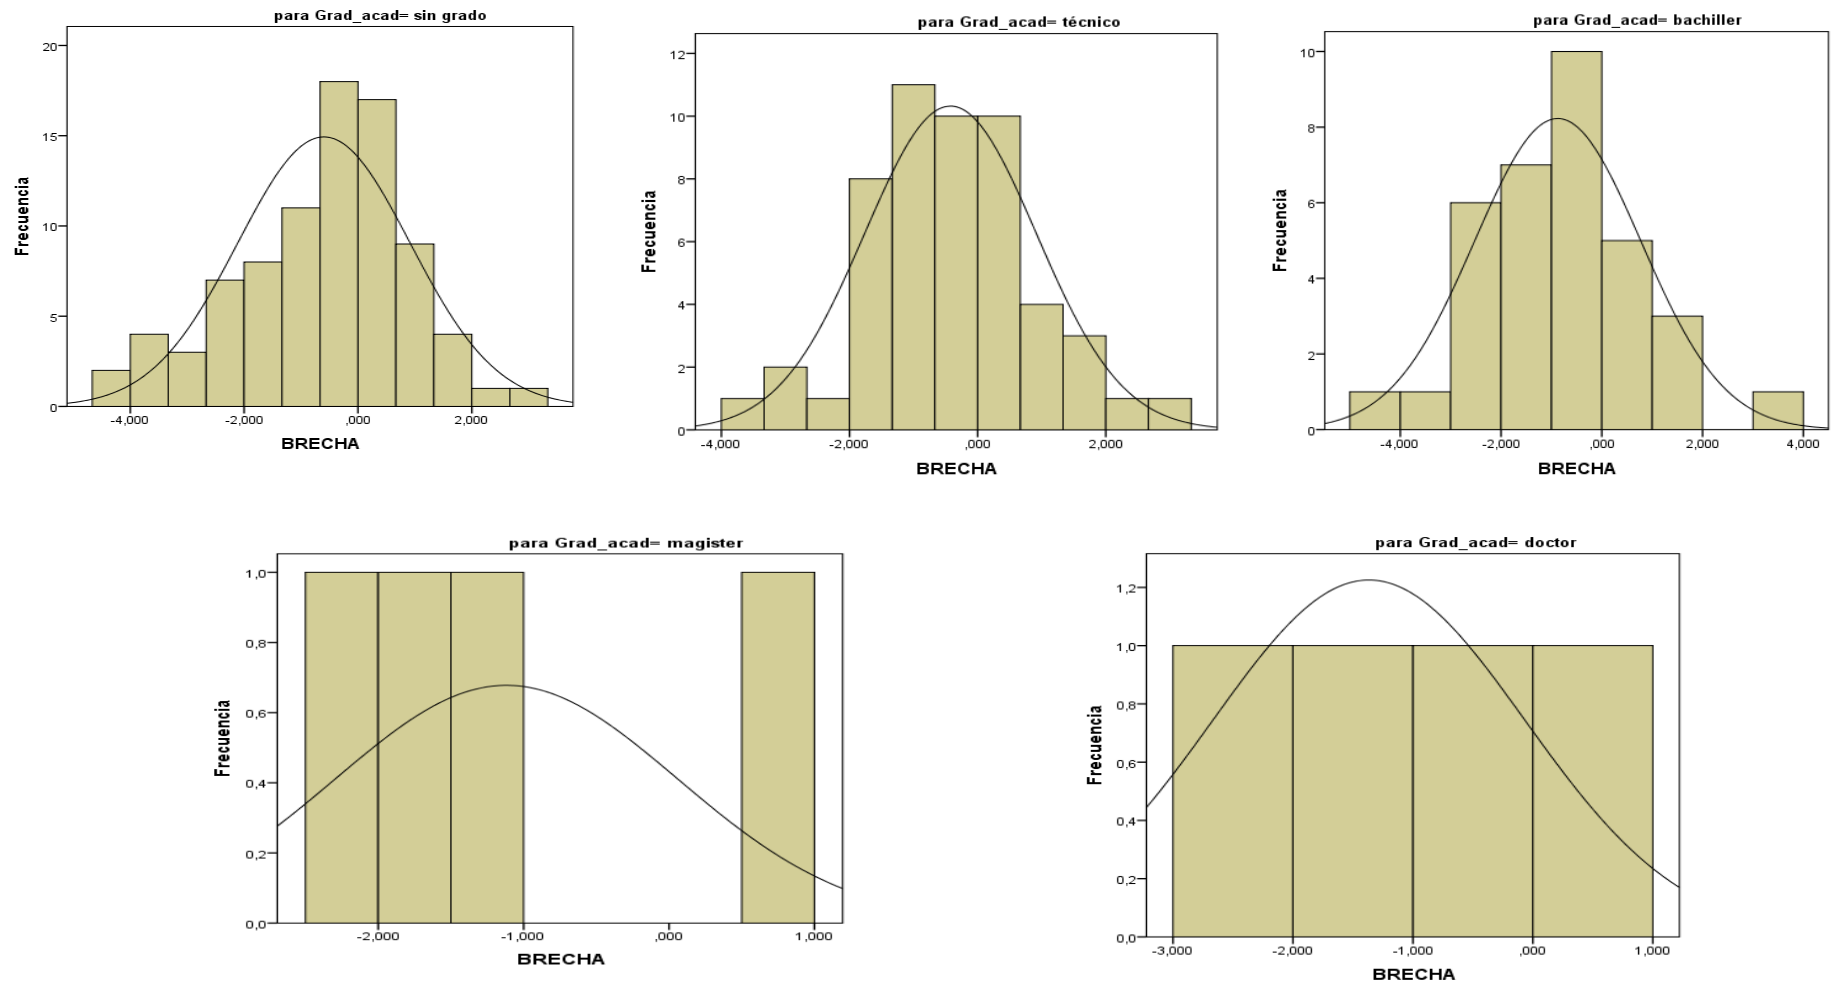 para Grad_acad= sin grado
20
15
10
5
0
Frecuencia
-4,000 -2,000 ,000 2,000
BRECHA
para Grad_acad= técnico
12
10
8
6
4
2
0
Frecuencia
-4,000 -2,000 ,000 2,000
BRECHA
para Grad_acad= bachiller
10
8
6
4
2
0
Frecuencia
-4,000 -2,000 ,000 2,000 4,000
BRECHA
para Grad_acad= magister
1,0
0,8
0,6
0,4
0,2
0,0
Frecuencia
-2,000 -1,000 ,000 1,000
BRECHA
para Grad_acad= doctor
1,2
1,0
0,8
0,6
0,4
0,2
0,0
Frecuencia
-3,000 -2,000 -1,000 ,000 1,000
BRECHA